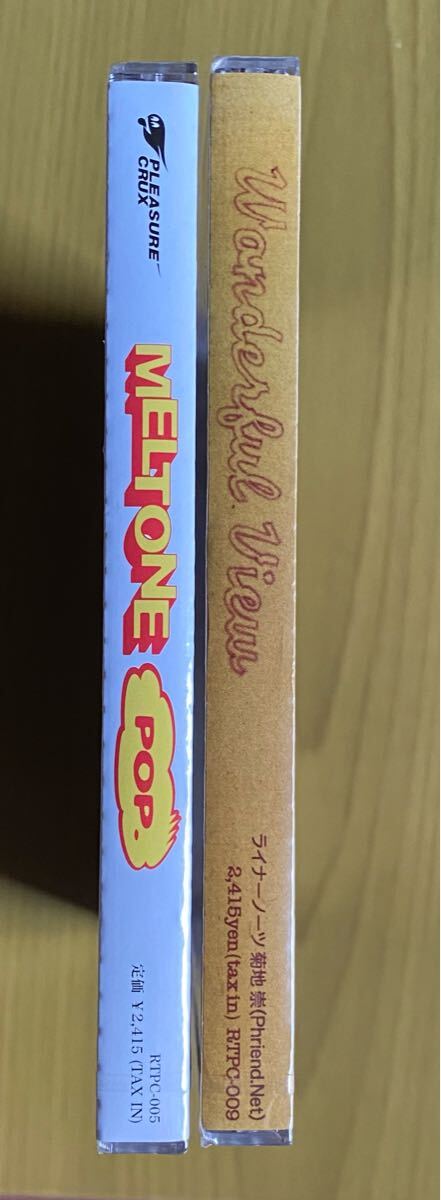 PLEASURE
CRUX
MELTONE
POP.
RTPC-005
定価 ￥2,415 (TAX IN)
Wonderful View
ライナーノーツ 菊地 崇(Phriend.Net)
2,415yen(tax in) RTPC-009